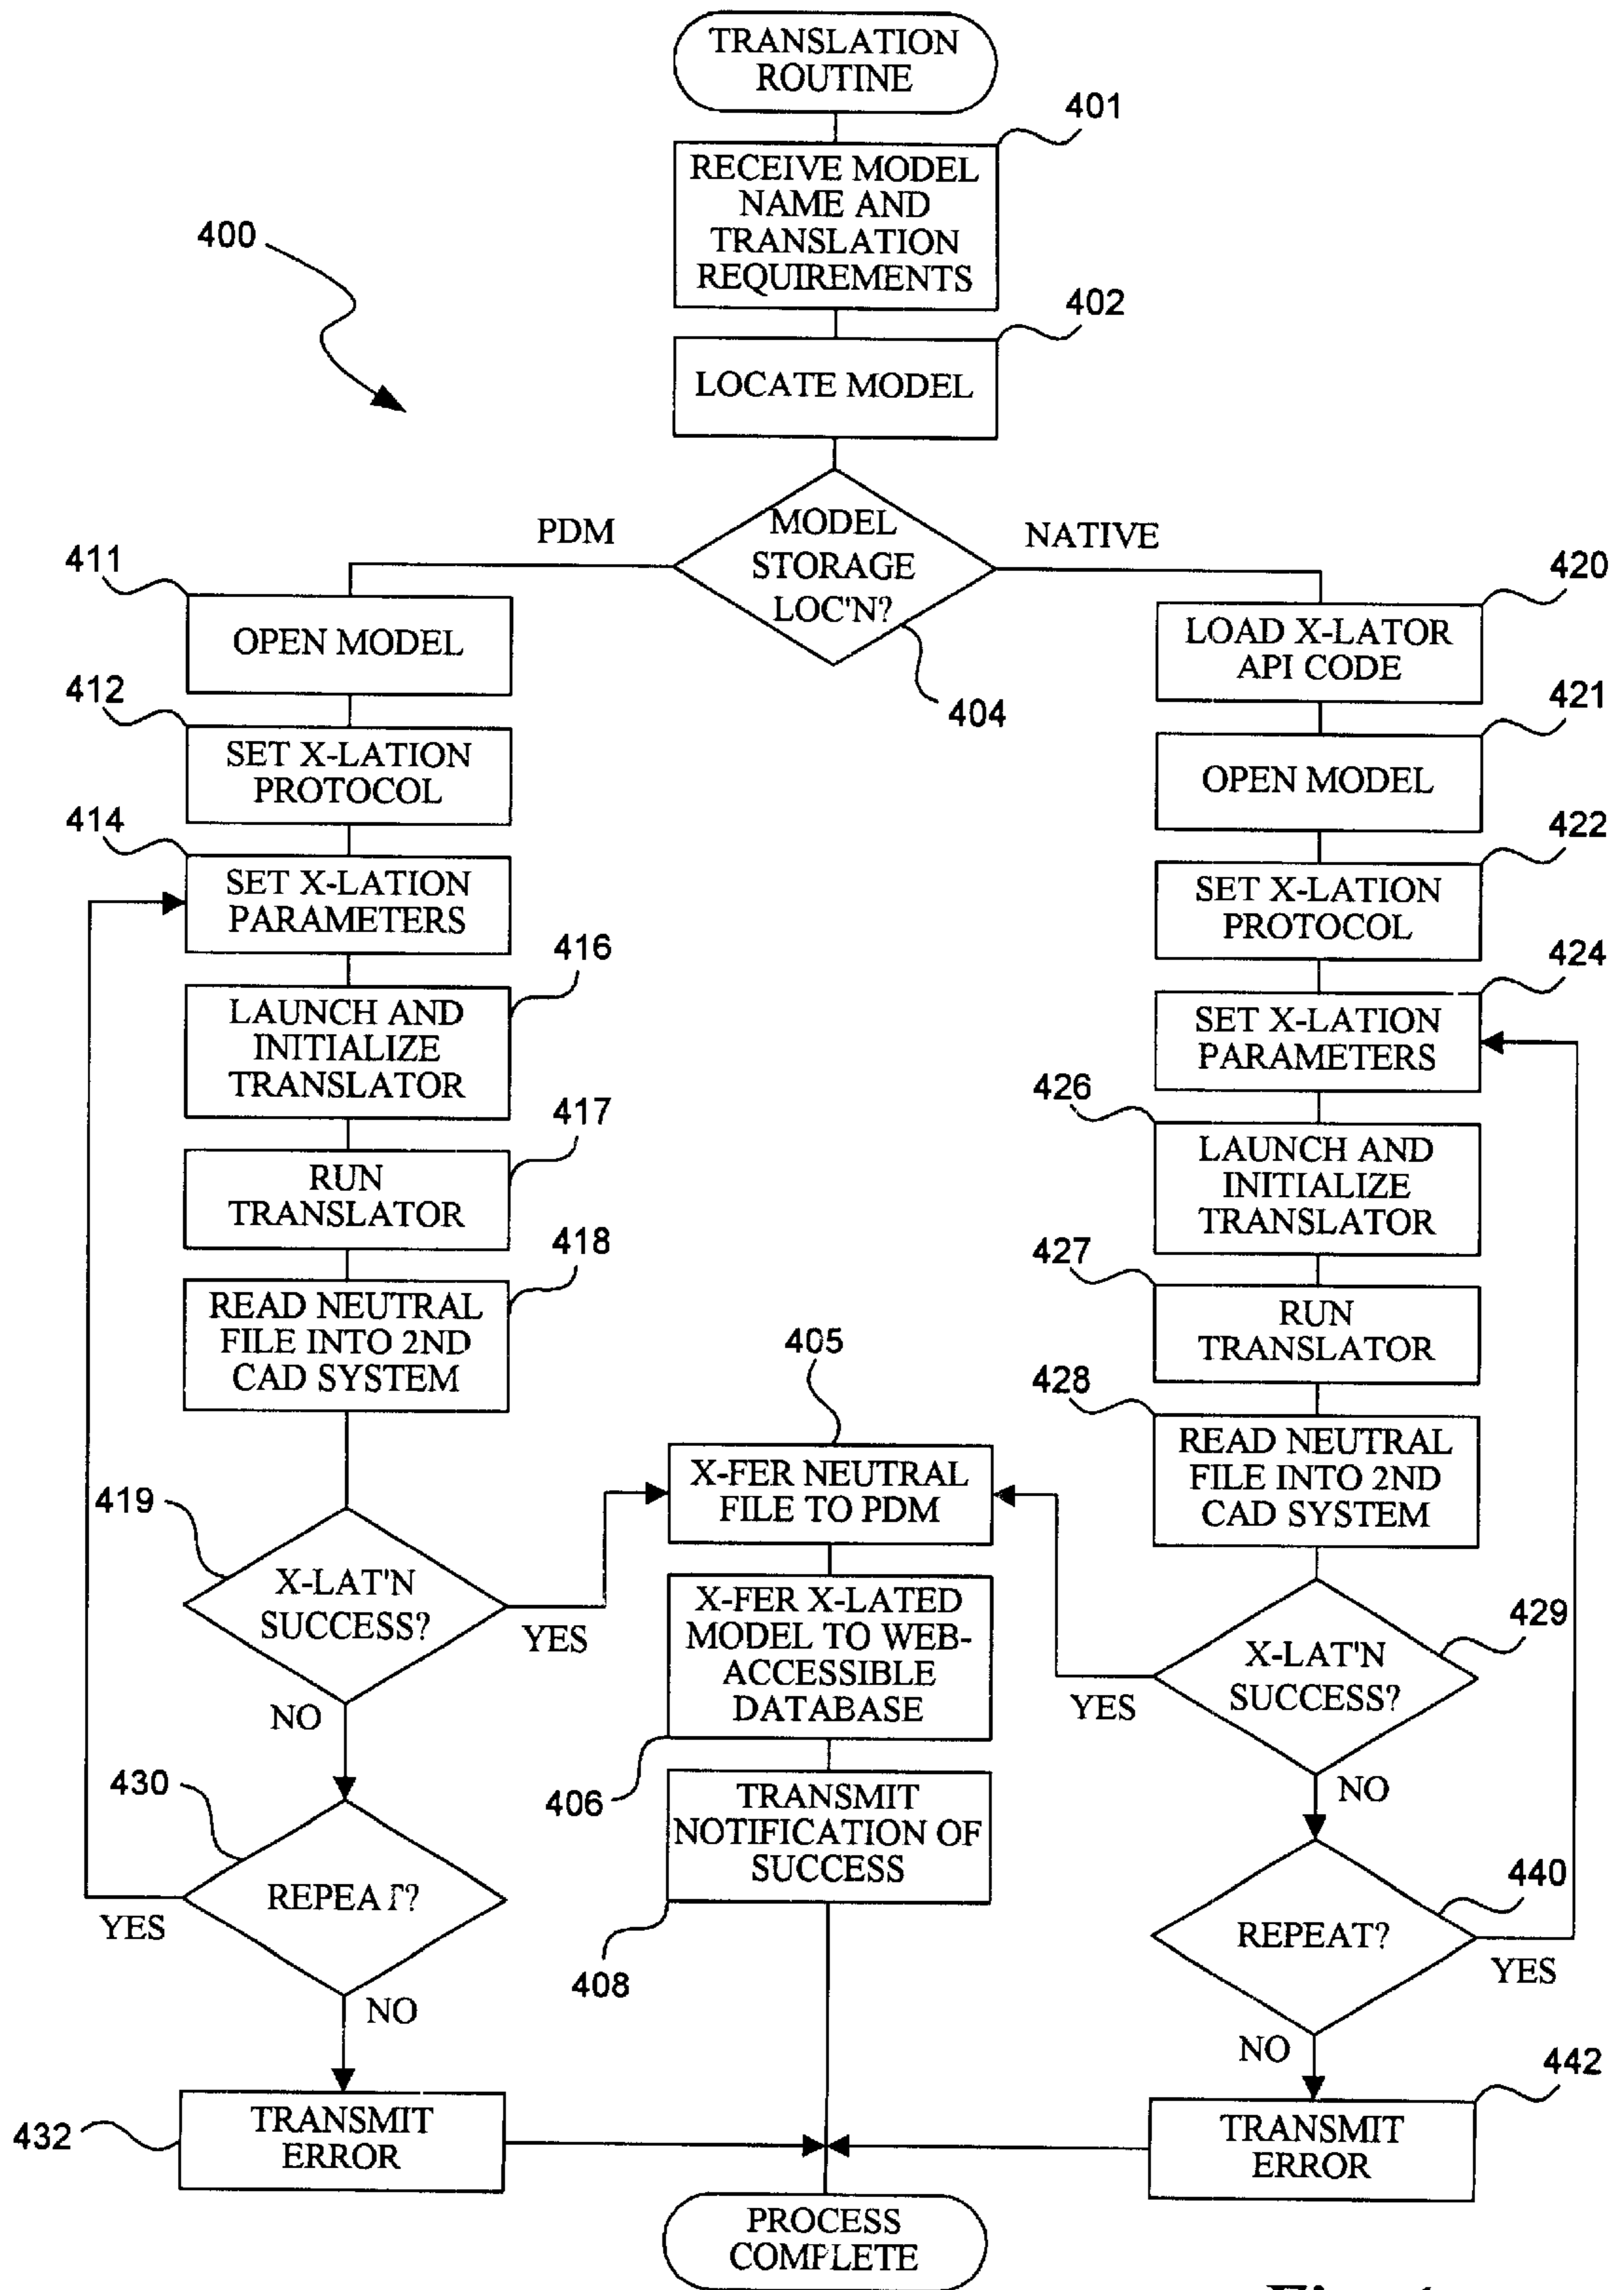 TRANSLATION
ROUTINE
401
RECEIVE MODEL
NAME AND
TRANSLATION
REQUIREMENTS
400
402
LOCATE MODEL
PDM
MODEL
STORAGE
LOC'N?
NATIVE
404
411
OPEN MODEL
412
SET X-LATION
PROTOCOL
414
SET X-LATION
PARAMETERS
416
LAUNCH AND
INITIALIZE
TRANSLATOR
417
RUN
TRANSLATOR
418
READ NEUTRAL
FILE INTO 2ND
CAD SYSTEM
419
X-LAT'N
SUCCESS?
YES
NO
430
REPEAT?
YES
NO
432
TRANSMIT
ERROR
405
X-FER NEUTRAL
FILE TO PDM
X-FER X-LATED
MODEL TO WEB-
ACCESSIBLE
DATABASE
406
TRANSMIT
NOTIFICATION OF
SUCCESS
408
420
LOAD X-LATOR
API CODE
421
OPEN MODEL
422
SET X-LATION
PROTOCOL
424
SET X-LATION
PARAMETERS
426
LAUNCH AND
INITIALIZE
TRANSLATOR
427
RUN
TRANSLATOR
428
READ NEUTRAL
FILE INTO 2ND
CAD SYSTEM
429
X-LAT'N
SUCCESS?
YES
NO
440
REPEAT?
YES
NO
442
TRANSMIT
ERROR
PROCESS
COMPLETE